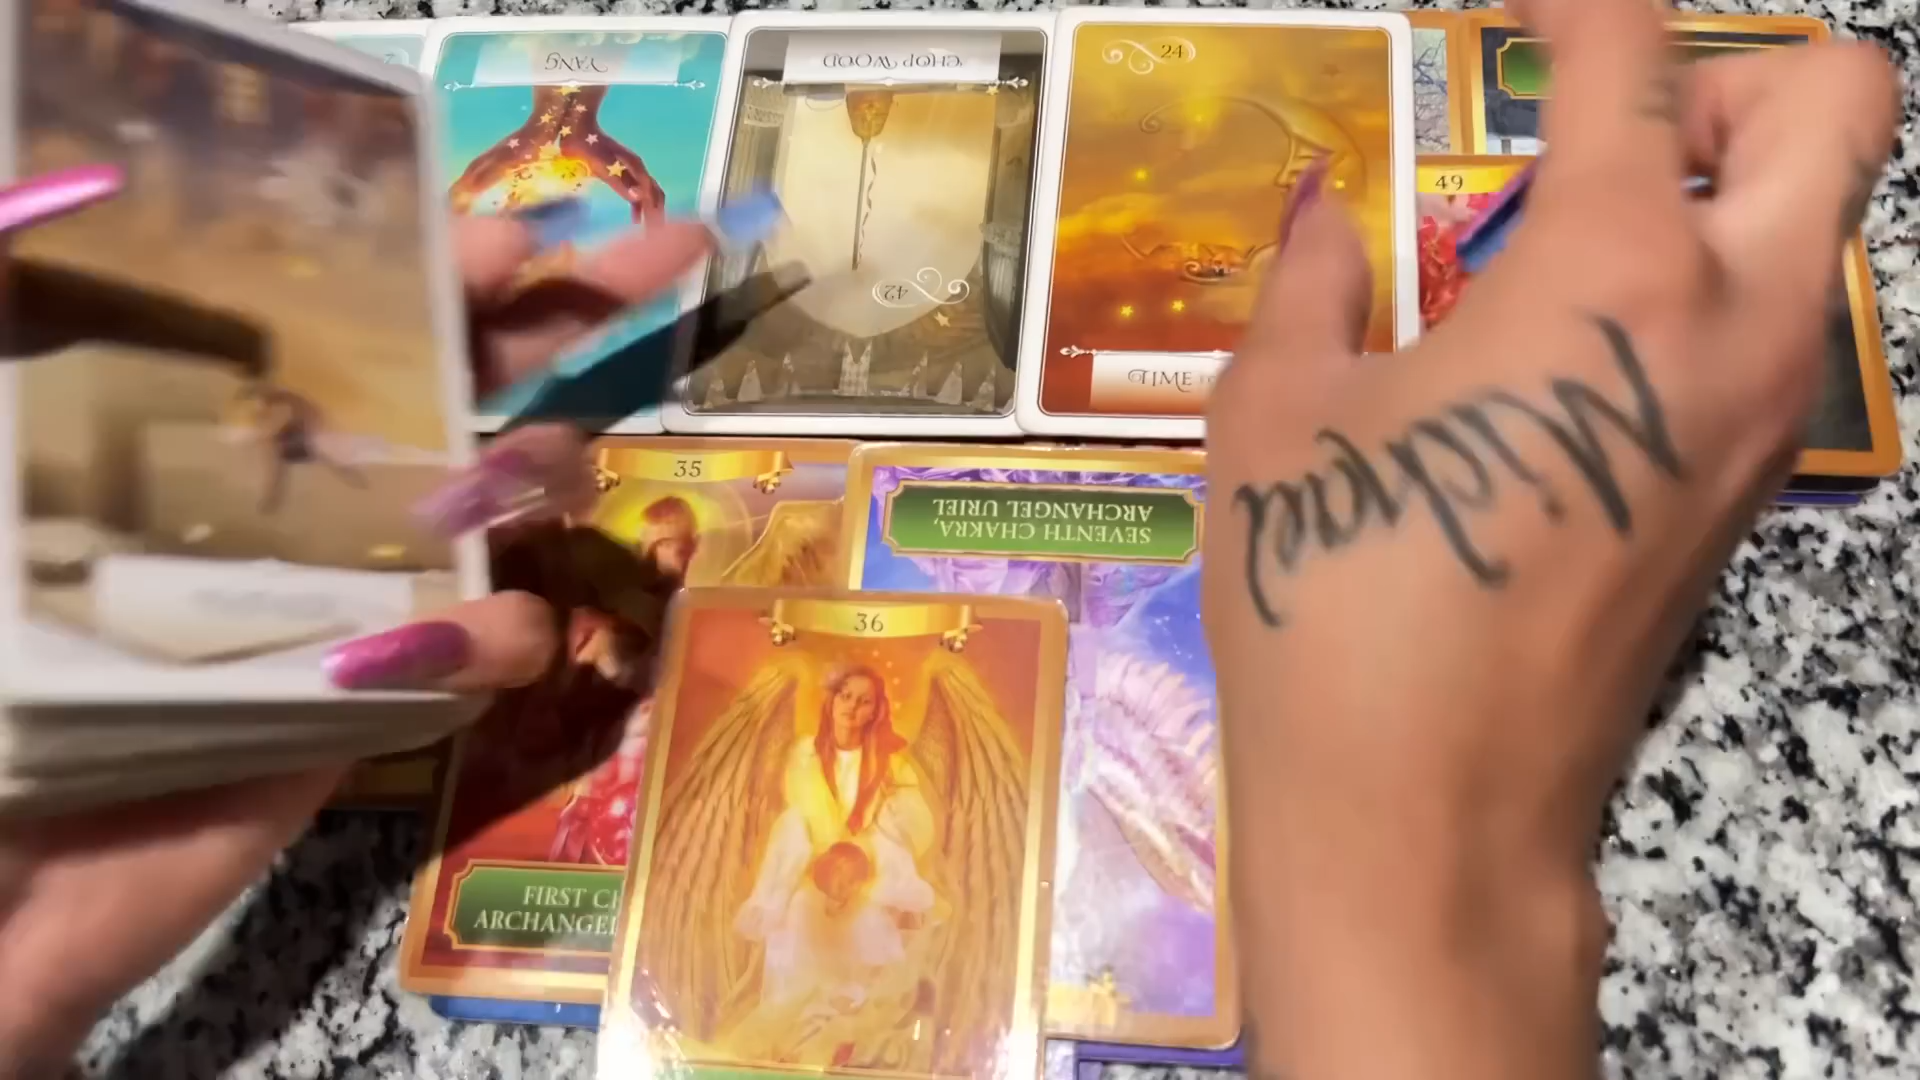 YANG
CHOP WOOD
24
TIME
42
49
35
SEVENTH CHAKRA,
ARCHANGEL URIEL
Michael
36
FIRST
ARCHANGEL